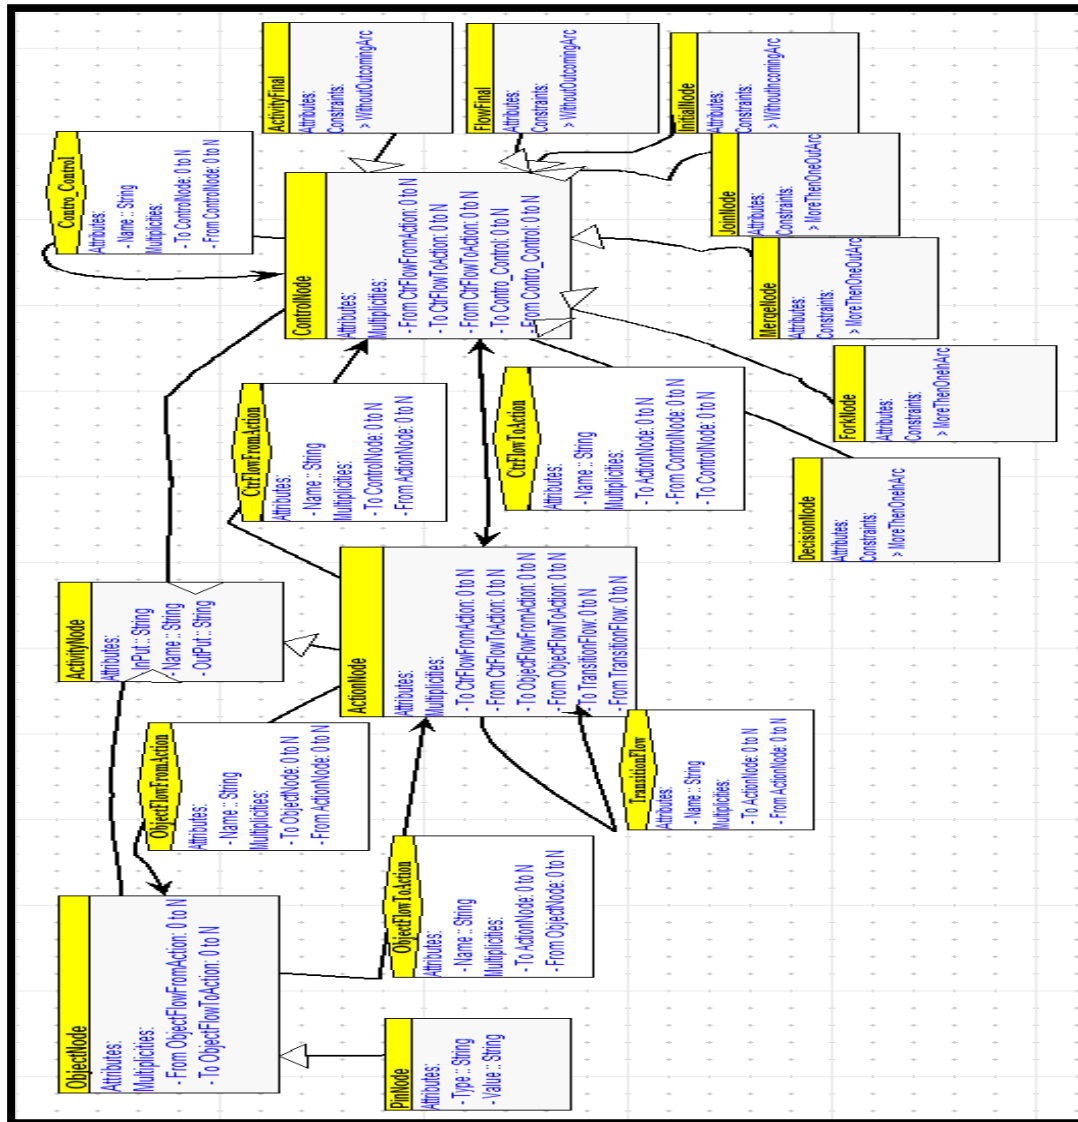 ObjectNode
Attributes:
Multiplicities:
- From ObjectFlowFromAction: 0 to N
- To ObjectFlowToAction: 0 to N
ActivityNode
Attributes:
InPut :: String
- Name :: String
- OutPut :: String
Contro_Control
Attributes:
- Name :: String
Multiplicities:
- To ControlNode: 0 to N
- From ControlNode: 0 to N
ObjectFlowFromAction
Attributes:
- Name :: String
Multiplicities:
- To ObjectNode: 0 to N
- From ActionNode: 0 to N
CtrFlowFromAction
Attributes:
- Name :: String
Multiplicities:
- To ControlNode: 0 to N
- From ActionNode: 0 to N
ControlNode
Attributes:
Multiplicities:
- From CtrFlowFromAction: 0 to N
- To CtrFlowToAction: 0 to N
- From CtrFlowToAction: 0 to N
- To Contro_Control: 0 to N
- From Contro_Control: 0 to N
ActivityFinal
Attributes:
Constraints:
> WithoutOutcomingArc
PinNode
Attributes:
- Type :: String
- Value :: String
ObjectFlowToAction
Attributes:
- Name :: String
Multiplicities:
- To ActionNode: 0 to N
- From ObjectNode: 0 to N
ActionNode
Attributes:
Multiplicities:
- To CtrFlowFromAction: 0 to N
- From CtrFlowToAction: 0 to N
- To ObjectFlowFromAction: 0 to N
- From ObjectFlowToAction: 0 to N
- To TransitionFlow: 0 to N
- From TransitionFlow: 0 to N
CtrFlowToAction
Attributes:
- Name :: String
Multiplicities:
- To ActionNode: 0 to N
- From ControlNode: 0 to N
- To ControlNode: 0 to N
FlowFinal
Attributes:
Constraints:
> WithoutOutcomingArc
TransitionFlow
Attributes:
- Name :: String
Multiplicities:
- To ActionNode: 0 to N
- From ActionNode: 0 to N
InitialNode
Attributes:
Constraints:
> WithoutIncomingArc
JoinNode
Attributes:
Constraints:
> MoreThenOneOutArc
MergeNode
Attributes:
Constraints:
> MoreThenOneOutArc
ForkNode
Attributes:
Constraints:
> MoreThenOneInArc
DecisionNode
Attributes:
Constraints:
> MoreThenOneInArc